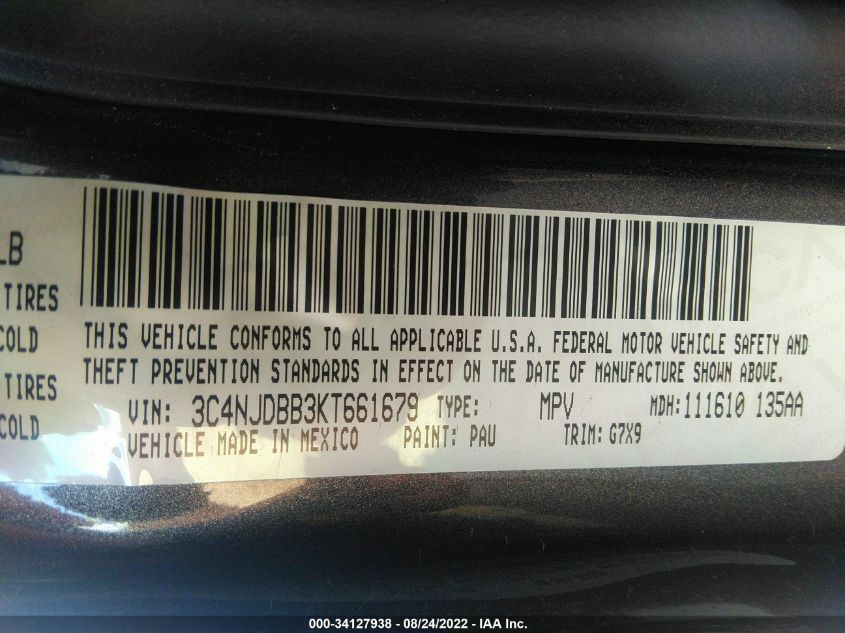 LB
TIRES
COLD
TIRES
COLD
THIS VEHICLE CONFORMS TO ALL APPLICABLE U.S.A. FEDERAL MOTOR VEHICLE SAFETY AND
THEFT PREVENTION STANDARDS IN EFFECT ON THE DATE OF MANUFACTURE SHOWN ABOVE.
VIN: 3C4NJDBB3KT661679 TYPE: MPV MDH:111610 135AA
VEHICLE MADE IN MEXICO PAINT: PAU TRIM: G7X9
000-34127938 - 08/24/2022 - IAA Inc.